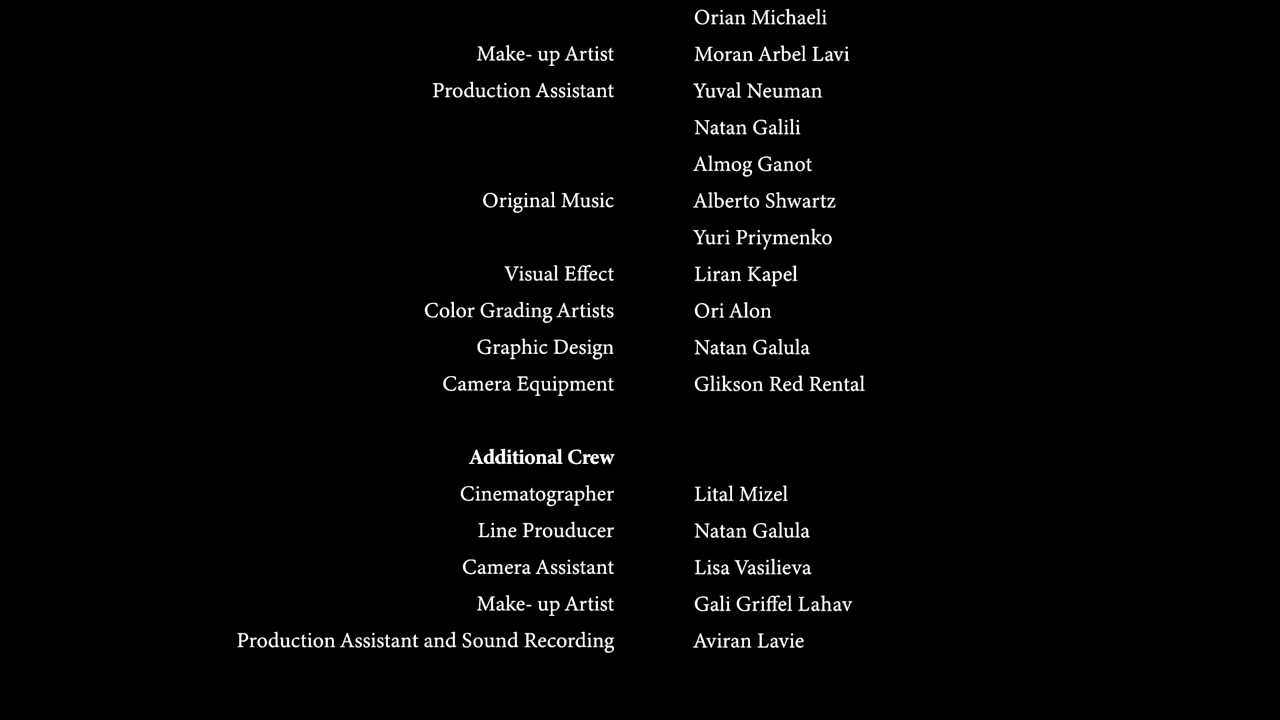 Orian Michaeli
Make- up Artist Moran Arbel Lavi
Production Assistant Yuval Neuman
Natan Galili
Almog Ganot
Original Music Alberto Shwartz
Yuri Priymenko
Visual Effect Liran Kapel
Color Grading Artists Ori Alon
Graphic Design Natan Galula
Camera Equipment Glikson Red Rental
Additional Crew
Cinematographer Lital Mizel
Line Prouducer Natan Galula
Camera Assistant Lisa Vasilieva
Make- up Artist Gali Griffel Lahav
Production Assistant and Sound Recording Aviran Lavie